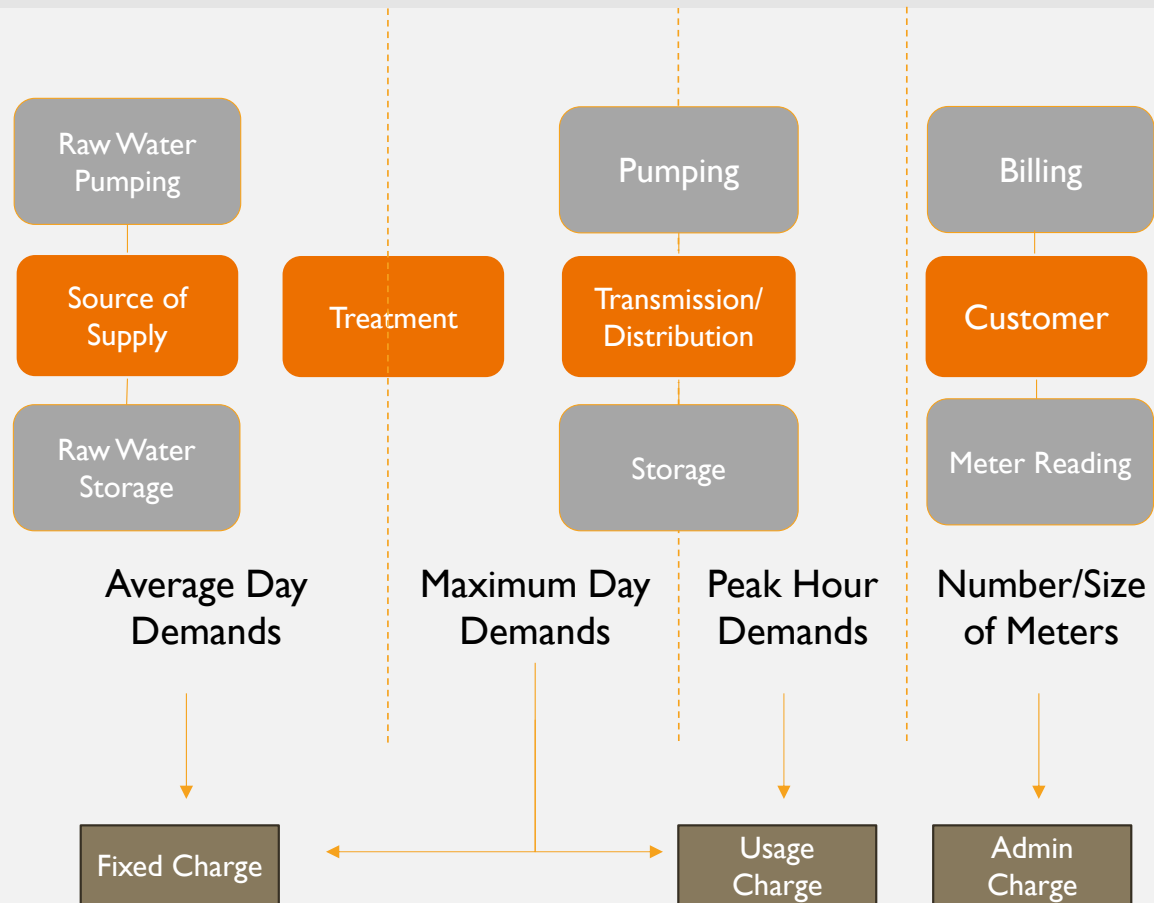 Raw Water
Pumping
Pumping
Billing
Source of
Supply
Treatment
Transmission/
Distribution
Customer
Raw Water
Storage
Storage
Meter Reading
Average Day
Demands
Maximum Day
Demands
Peak Hour
Demands
Number/Size
of Meters
Fixed Charge
Usage
Charge
Admin
Charge